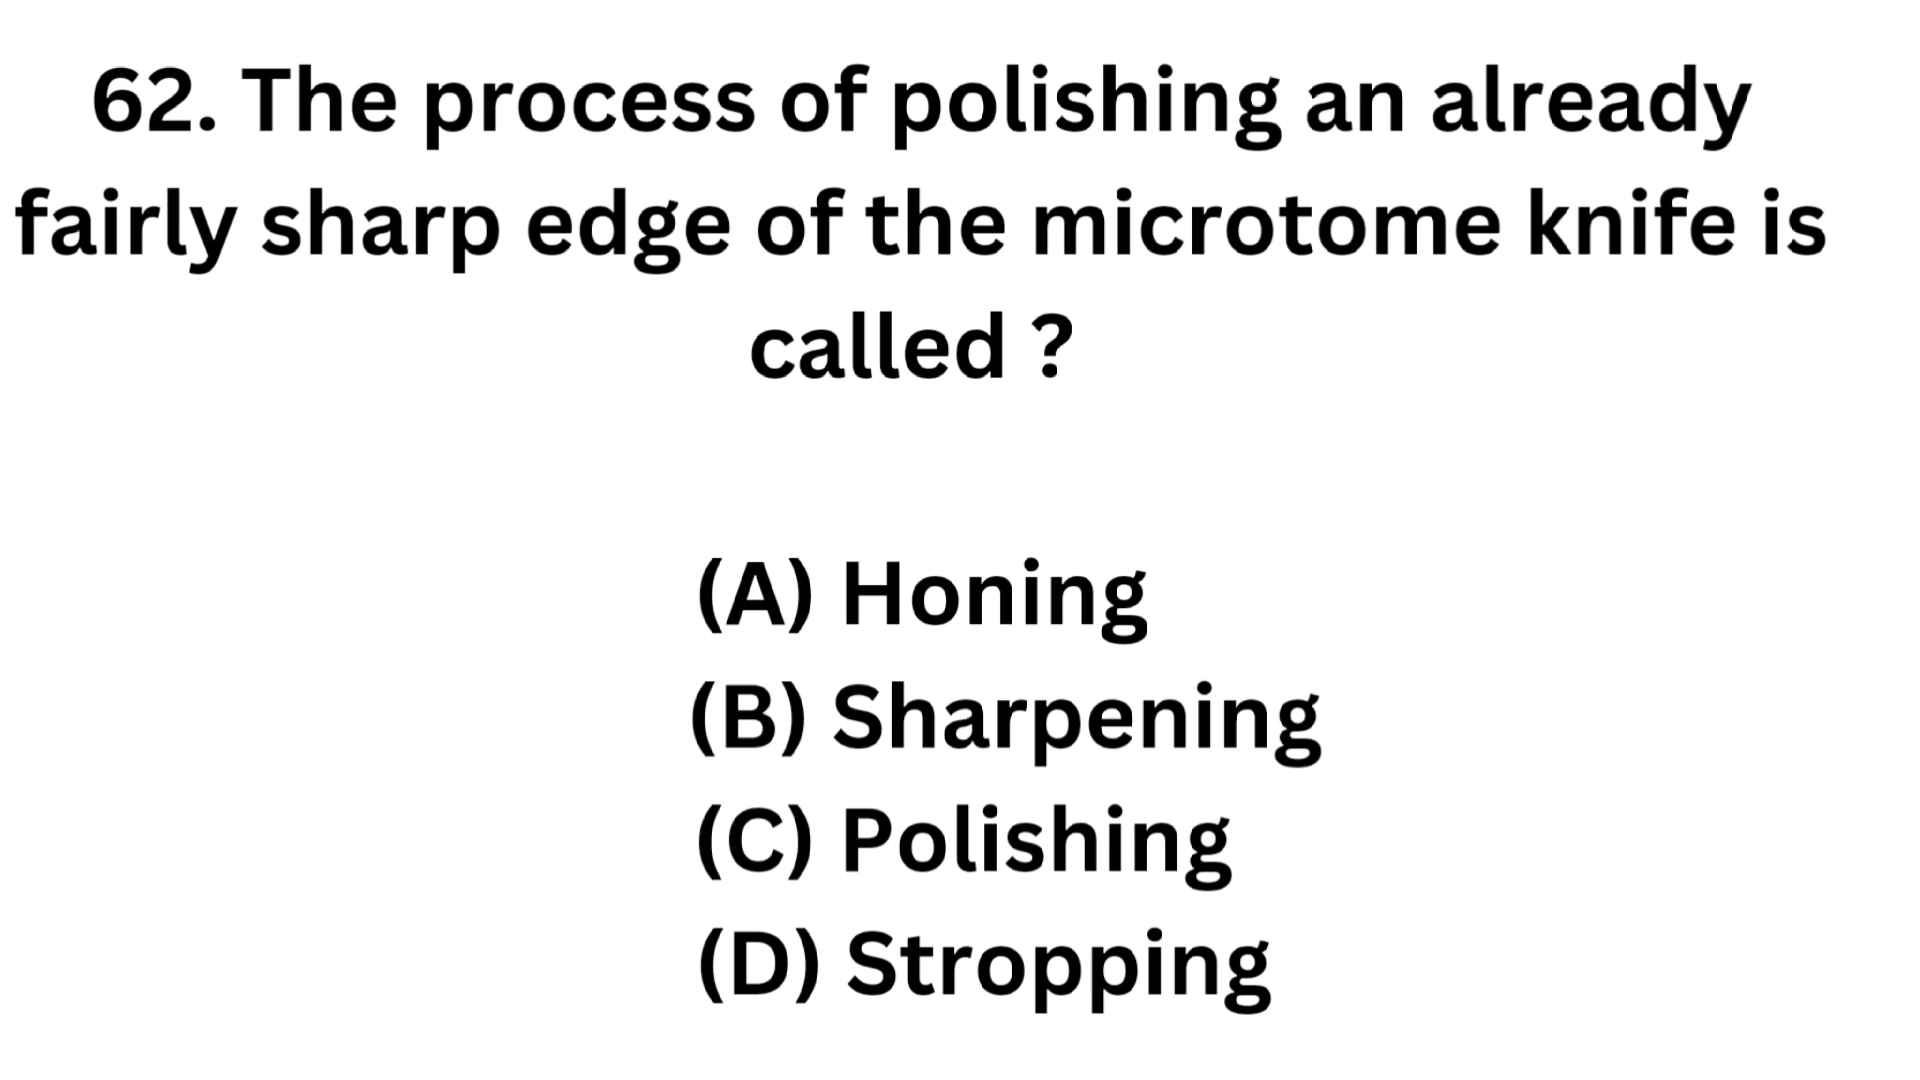 62. The process of polishing an already
fairly sharp edge of the microtome knife is
called ?
(A) Honing
(B) Sharpening
(C) Polishing
(D) Stropping